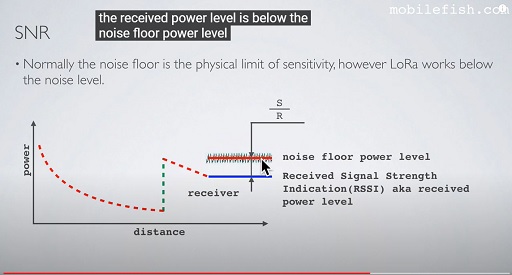 the received power level is below the
noise floor power level
mobilefish.com
SNR
• Normally the noise floor is the physical limit of sensitivity, however LoRa works below
the noise level.
S
R
power
noise floor power level
Received Signal Strength
Indication(RSSI) aka received
power level
receiver
distance